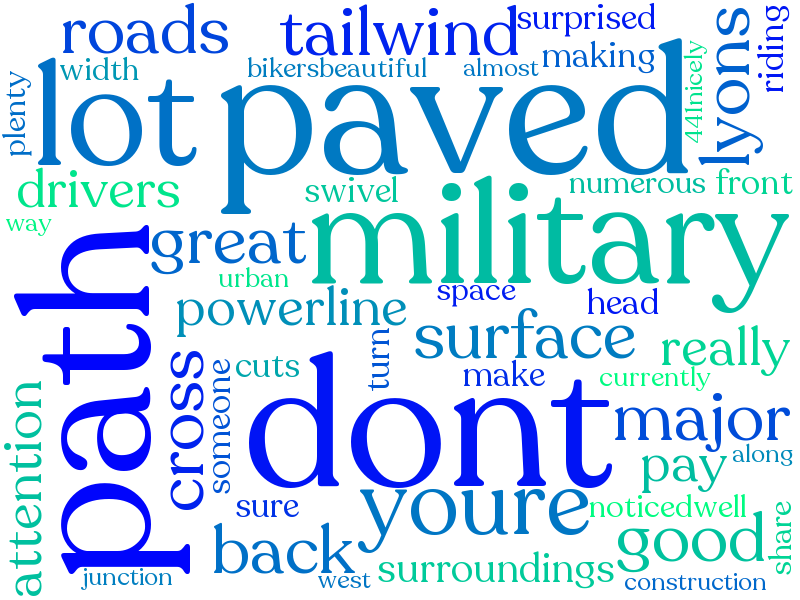 roads
tailwind
surprised
lyons
riding
width
bikersbeautiful
almost
making
plenty
lot
paved
441nicely
drivers
swivel
numerous
front
way
great
military
urban
space
head
path
powerline
surface
really
cross
someone
cuts
turn
make
currently
attention
dont
major
along
pay
sure
youre
noticedwell
good
share
back
junction
west
surroundings
construction